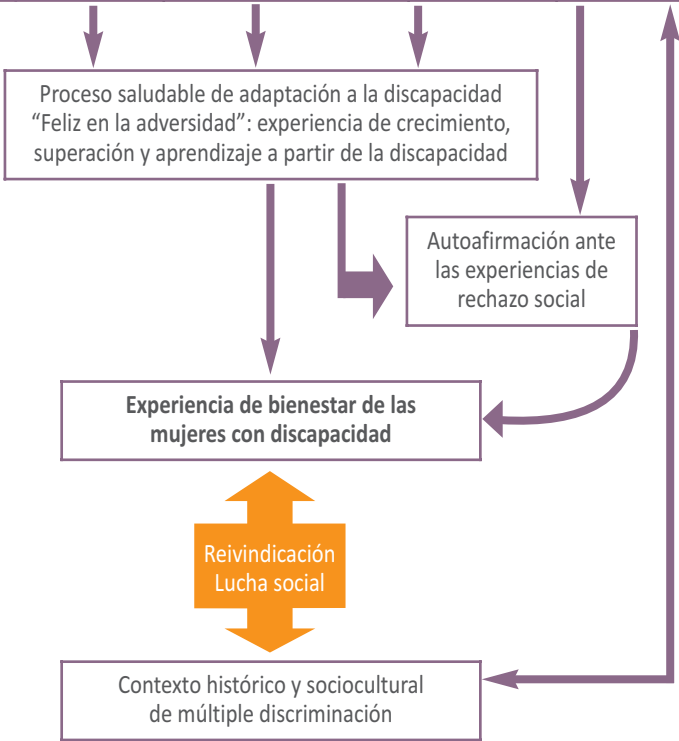 Proceso saludable de adaptación a la discapacidad
“Feliz en la adversidad”: experiencia de crecimiento,
superación y aprendizaje a partir de la discapacidad
Autoafirmación ante
las experiencias de
rechazo social
Experiencia de bienestar de las
mujeres con discapacidad
Reivindicación
Lucha social
Contexto histórico y sociocultural
de múltiple discriminación